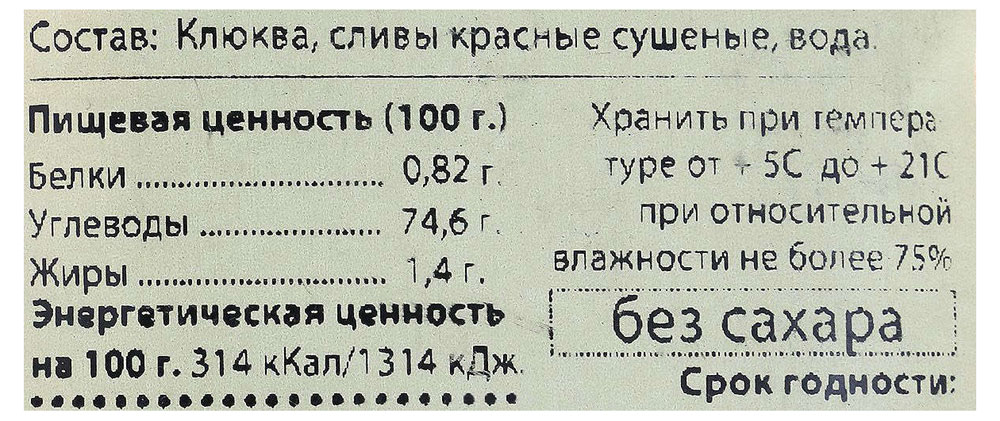 Состав: Клюква, сливы красные сушеные, вода.
Пищевая ценность (100 г.)
Белки .............................. 0,82 г.
Углеводы ...................... 74,6 г.
Жиры .............................. 1,4 г.
Энергетическая ценность
на 100 г. 314 кКал/1314 кДж.
Хранить при темпера
туре от + 5С до + 21С
при относительной
влажности не более 75%
без сахара
Срок годности: